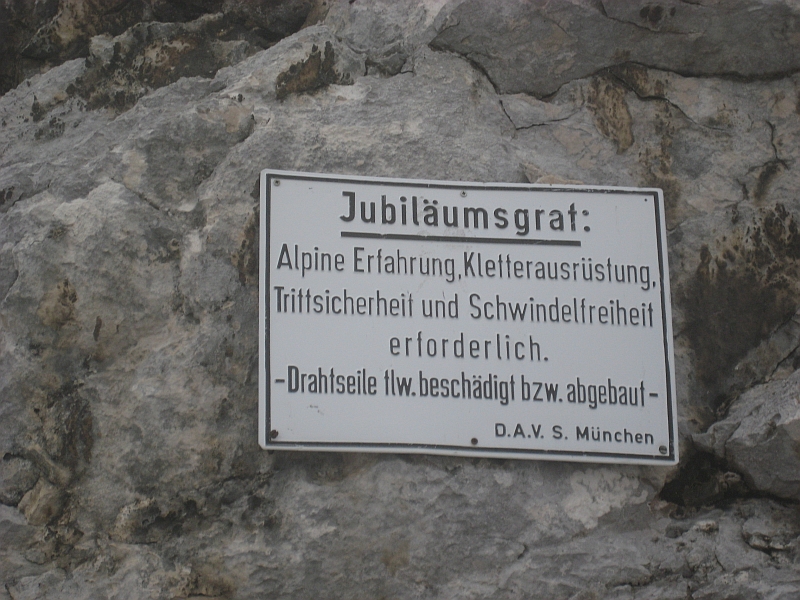 Jubiläumsgrat:
Alpine Erfahrung, Kletterausrüstung,
Trittsicherheit und Schwindelfreiheit
erforderlich.
-Drahtseile tlw. beschädigt bzw. abgebaut-
D.A.V. S. München